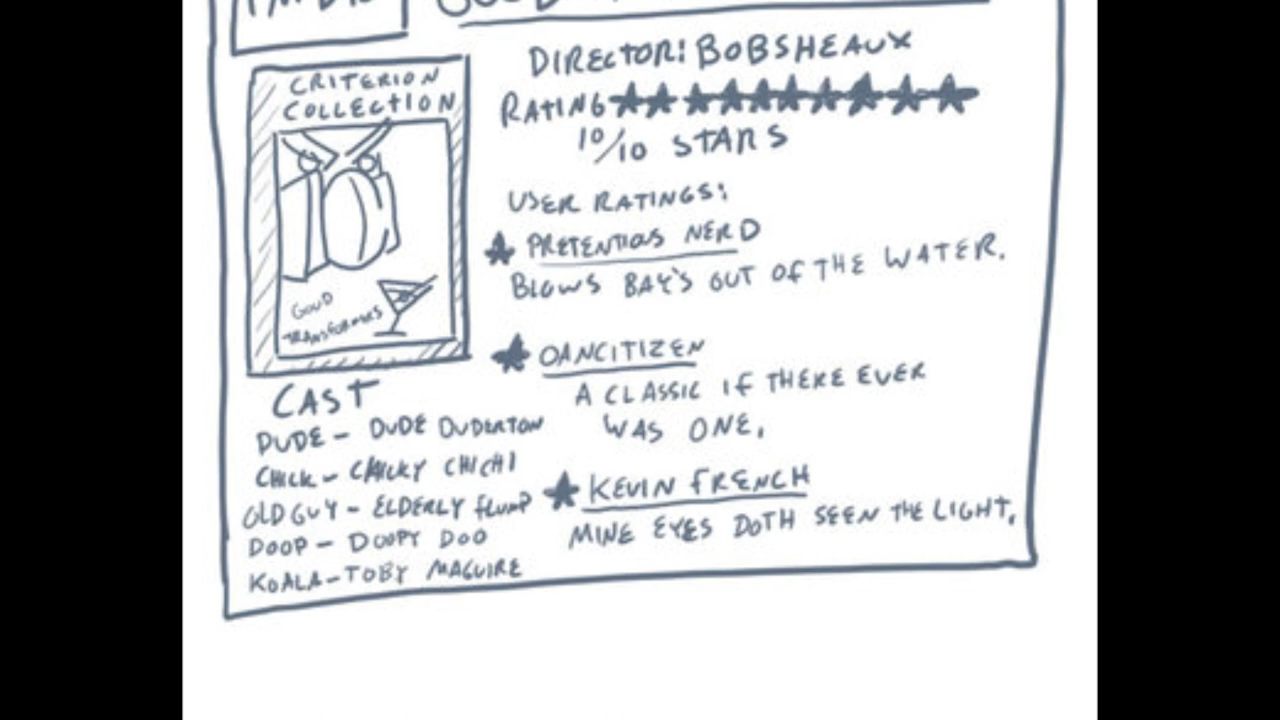 CRITERION
COLLECTION
GOOD
TRANSFORMERS
DIRECTOR: BOBSHEAUX
RATING
10/10 STARS
USER RATINGS:
PRETENTIOUS NERD
BLOWS BAY'S OUT OF THE WATER.
OANCITIZEN
A CLASSIC IF THERE EVER
WAS ONE.
KEVIN FRENCH
MINE EYES DOTH SEEN THE LIGHT.
CAST
DUDE - DUDE DUDERTON
CHICK - CHICKY CHICHI
OLD GUY - ELDERLY FLUMP
DOOP - DOOPY DOO
KOALA - TOBY MAGUIRE